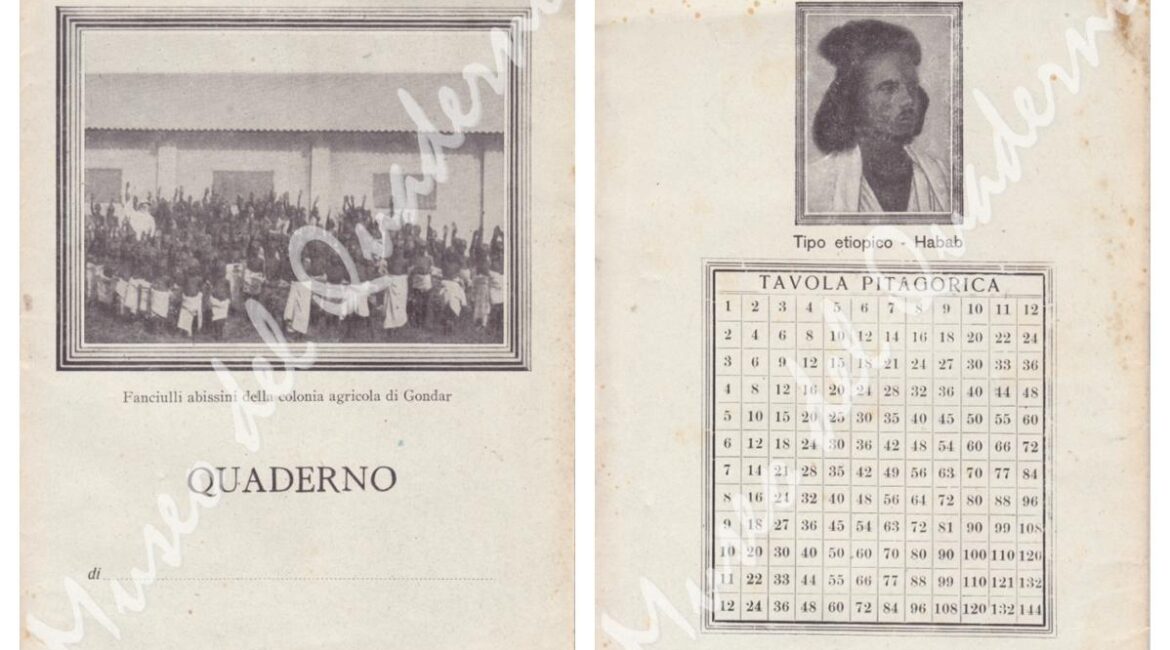 Fanciulli abissini della colonia agricola di Gondar
QUADERNO
di
Museo del Quaderno
Tipo etiopico - Habab
TAVOLA PITAGORICA
1 2 3 4 5 6 7 8 9 10 11 12
2 4 6 8 10 12 14 16 18 20 22 24
3 6 9 12 15 18 21 24 27 30 33 36
4 8 12 16 20 24 28 32 36 40 44 48
5 10 15 20 25 30 35 40 45 50 55 60
6 12 18 24 30 36 42 48 54 60 66 72
7 14 21 28 35 42 49 56 63 70 77 84
8 16 24 32 40 48 56 64 72 80 88 96
9 18 27 36 45 54 63 72 81 90 99 108
10 20 30 40 50 60 70 80 90 100 110 120
11 22 33 44 55 66 77 88 99 110 121 132
12 24 36 48 60 72 84 96 108 120 132 144
Museo del Quaderno